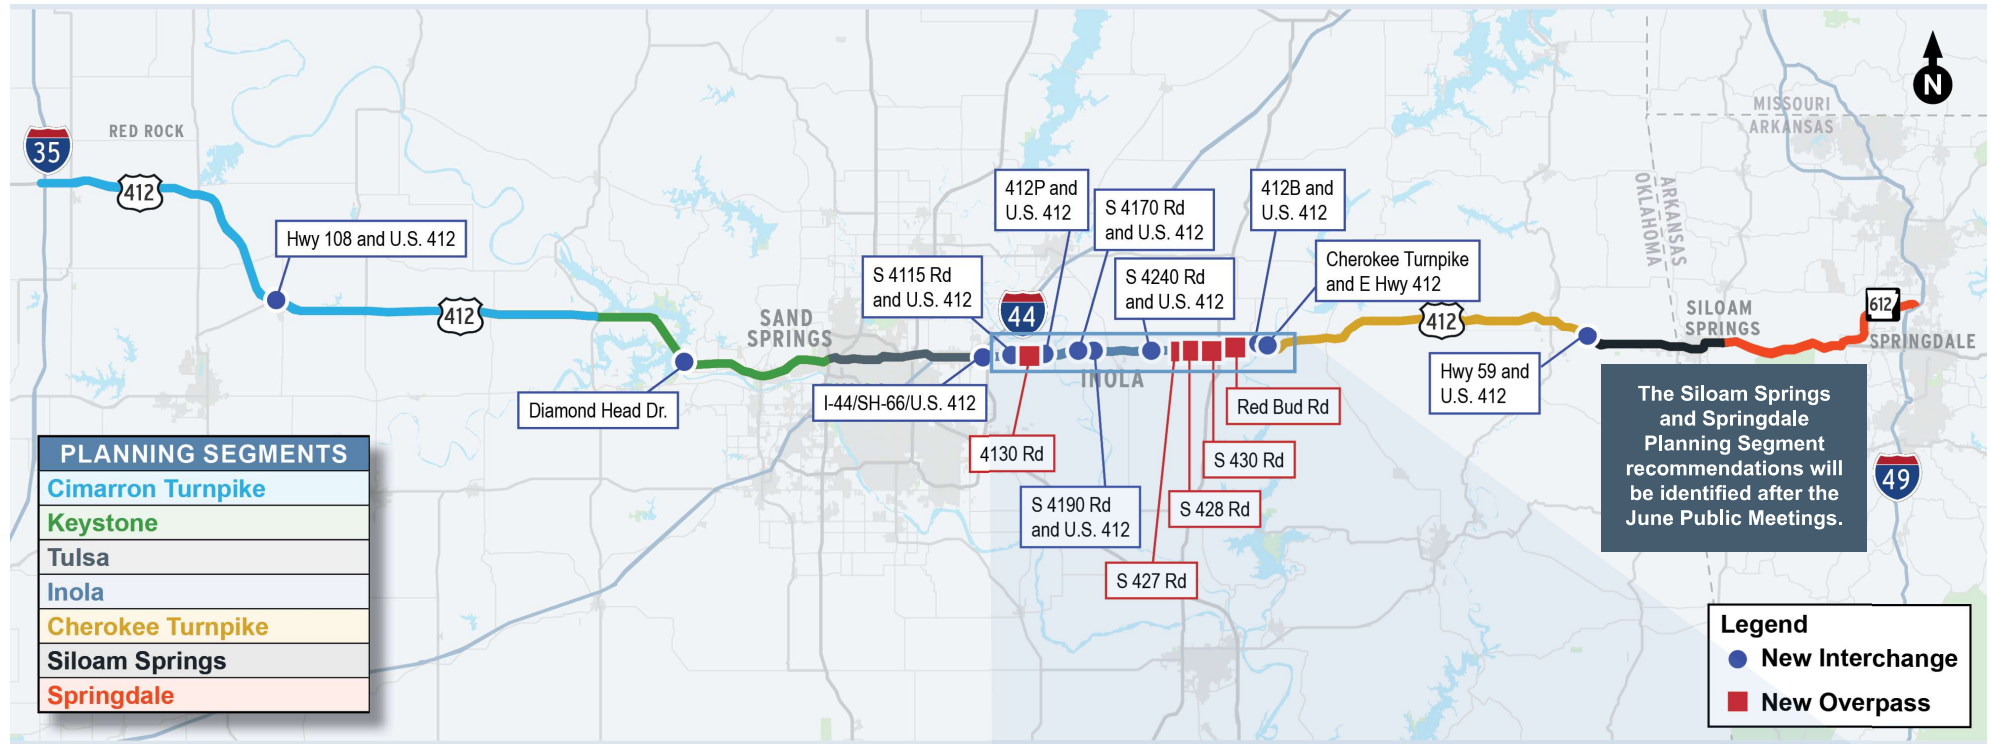 N
MISSOURI
ARKANSAS
RED ROCK
35
412
ARKANSAS
OKLAHOMA
412P and
U.S. 412
S 4170 Rd
and U.S. 412
412B and
U.S. 412
Hwy 108 and U.S. 412
Cherokee Turnpike
and E Hwy 412
S 4115 Rd
and U.S. 412
S 4240 Rd
and U.S. 412
44
412
412
612
SAND
SPRINGS
SILOAM
SPRINGS
SPRINGDALE
INOLA
Hwy 59 and
U.S. 412
Diamond Head Dr.
I-44/SH-66/U.S. 412
Red Bud Rd
4130 Rd
S 430 Rd
S 4190 Rd
and U.S. 412
S 428 Rd
S 427 Rd
The Siloam Springs
and Springdale
Planning Segment
recommendations will
be identified after the
June Public Meetings.
49
PLANNING SEGMENTS
Cimarron Turnpike
Keystone
Tulsa
Inola
Cherokee Turnpike
Siloam Springs
Springdale
Legend
New Interchange
New Overpass